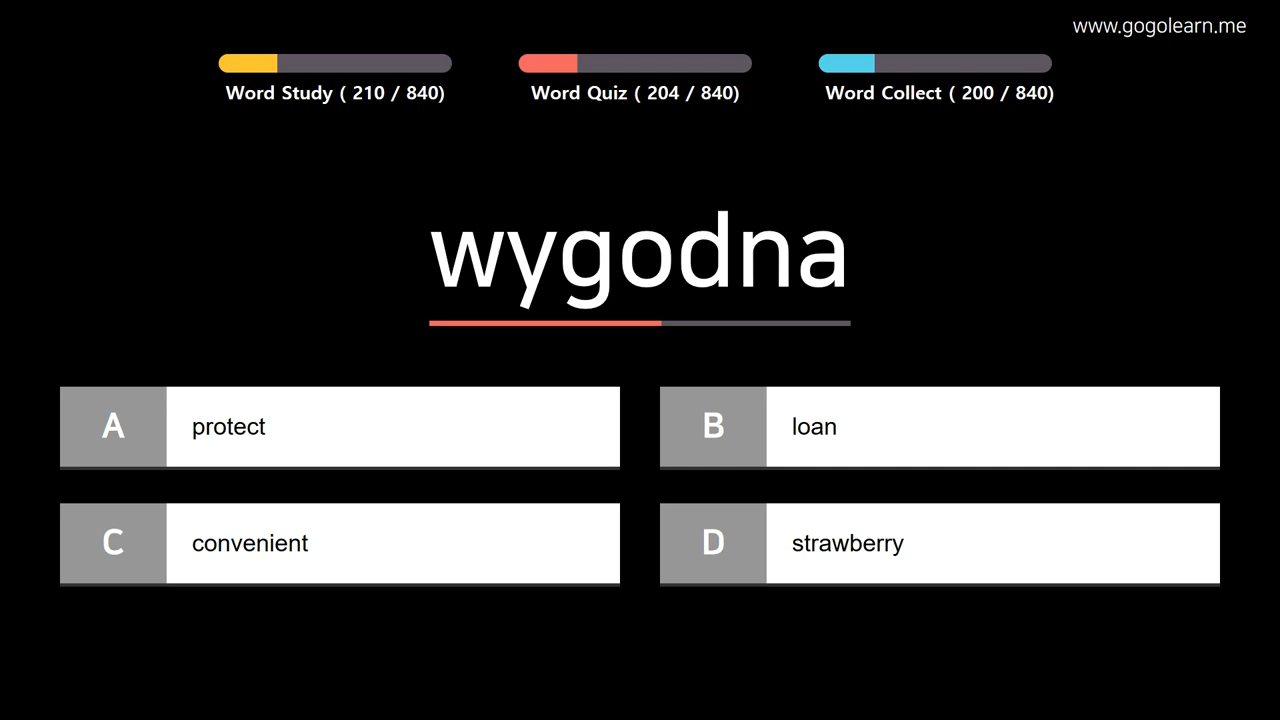 www.gogolearn.me
Word Study ( 210 / 840)
Word Quiz ( 204 / 840)
Word Collect ( 200 / 840)
wygodna
A protect
B loan
C convenient
D strawberry